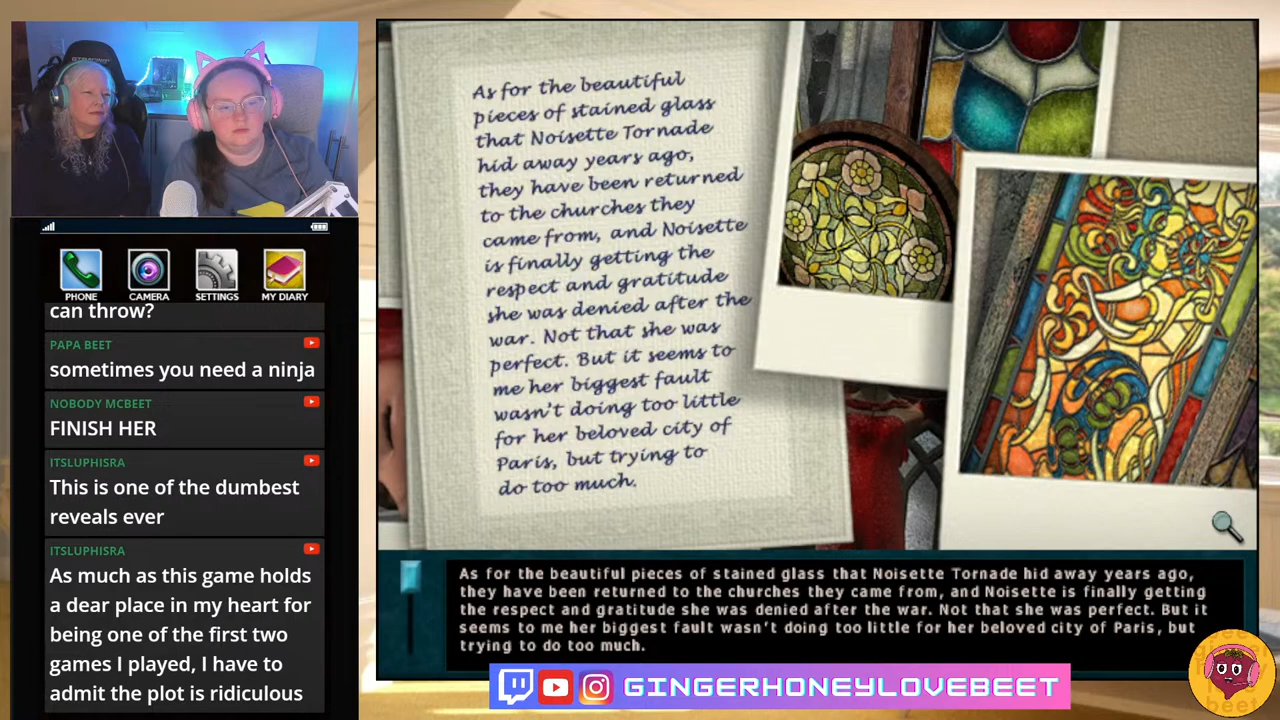 PHONE
CAMERA
SETTINGS
MY DIARY
can throw?
PAPA BEET
sometimes you need a ninja
NOBODY MCBEET
FINISH HER
ITSLUPHISRA
This is one of the dumbest
reveals ever
ITSLUPHISRA
As much as this game holds
a dear place in my heart for
being one of the first two
games I played, I have to
admit the plot is ridiculous
As for the beautiful
pieces of stained glass
that Noisette Tornade
hid away years ago,
they have been returned
to the churches they
came from, and Noisette
is finally getting the
respect and gratitude
she was denied after the
war. Not that she was
perfect. But it seems to
me her biggest fault
wasn't doing too little
for her beloved city of
Paris, but trying to
do too much.
As for the beautiful pieces of stained glass that Noisette Tornade hid away years ago,
they have been returned to the churches they came from, and Noisette is finally getting
the respect and gratitude she was denied after the war. Not that she was perfect. But it
seems to me her biggest fault wasn't doing too little for her beloved city of Paris, but
trying to do too much.
GINGERHONEYLOVEBEET